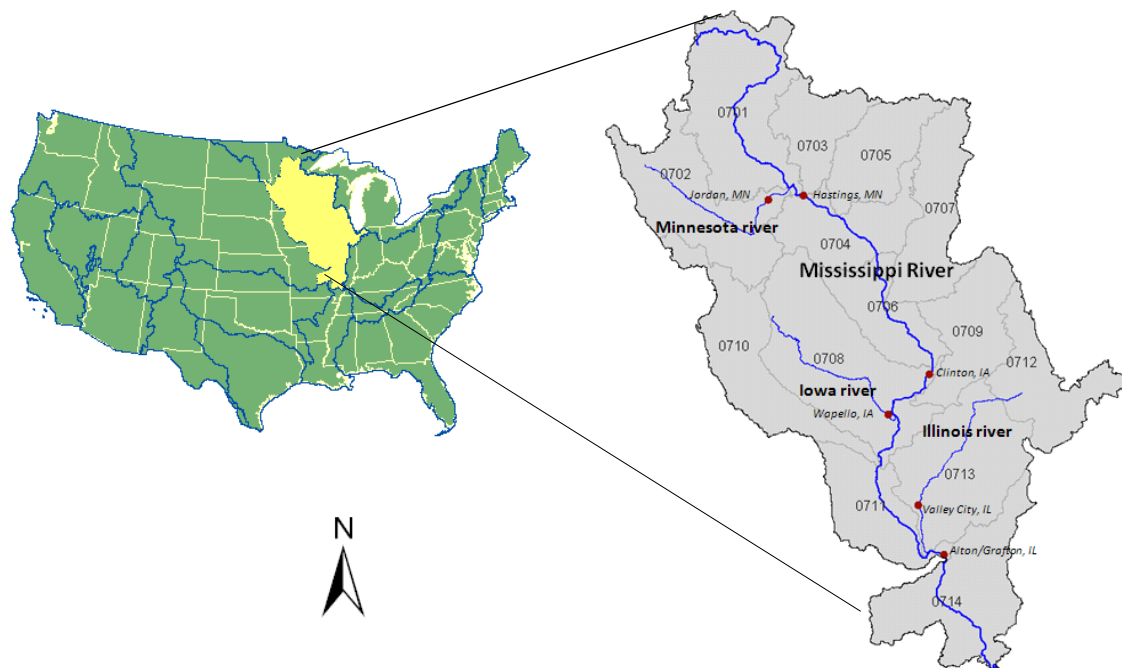 0701
0703
0705
0702
Jordan, MN
Hastings, MN
0707
Minnesota river
0704
Mississippi River
0706
0709
0710
0708
0712
Clinton, IA
Iowa river
Wapello, IA
Illinois river
0713
0711
Valley City, IL
N
Alton/Grafton, IL
0714